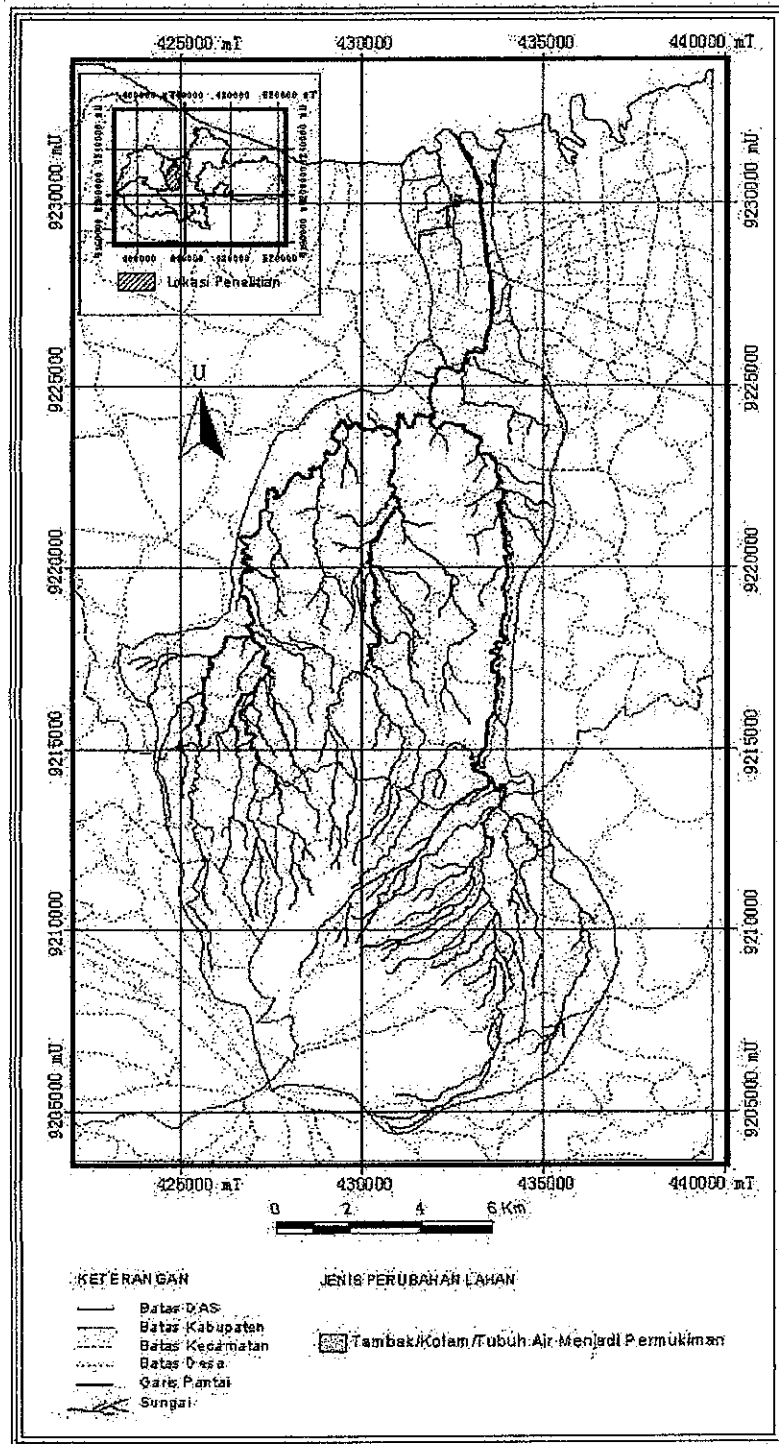 425000 mT 430000 435000 440000 mT
Lokasi Penelitian
U
9230000 mU 9230000
9225000 9225000
9220000 9220000
9215000 9215000
9210000 9210000
9205000 mU 9205000 mU
425000 mT 430000 435000 440000 mT
0 2 4 6 Km
KETERANGAN
Batas DAS
Batas Kabupaten
Batas Kecamatan
Batas Desa
Garis Pantai
Sungai
JENIS PERUBAHAN LAHAN
Tambak/Kolam/Tubuh Air Menjadi Permukiman